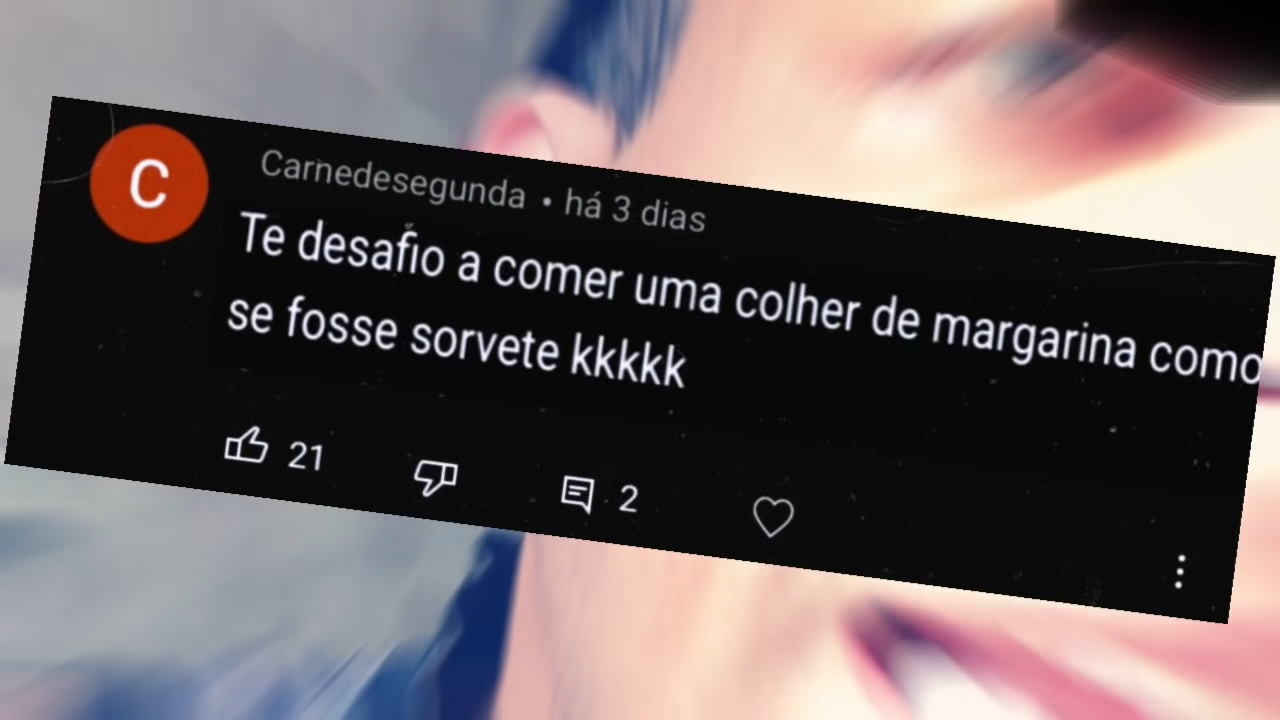 C
Carnedesegunda • há 3 dias
Te desafio a comer uma colher de margarina como
se fosse sorvete kkkkk
21
2